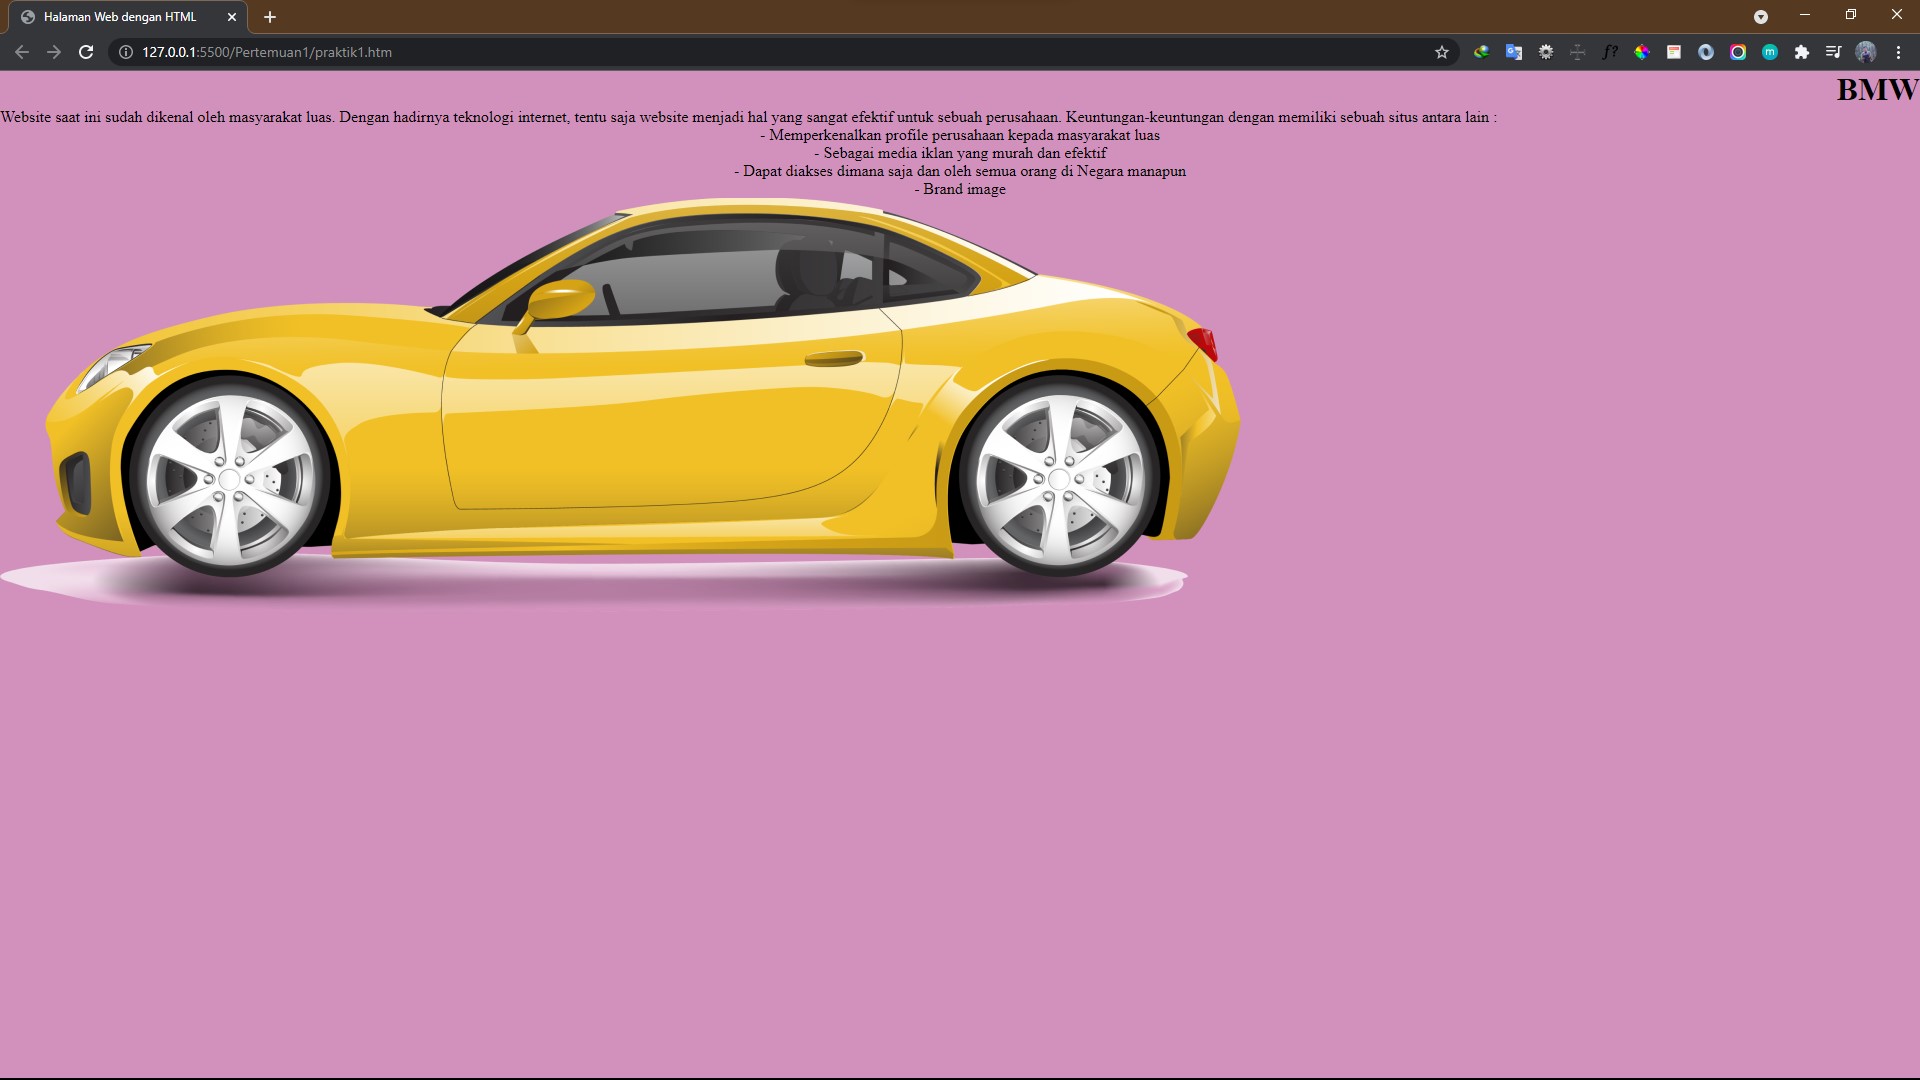 Halaman Web dengan HTML
127.0.0.1:5500/Pertemuan1/praktik1.htm
f?
m
BMW
Website saat ini sudah dikenal oleh masyarakat luas. Dengan hadirnya teknologi internet, tentu saja website menjadi hal yang sangat efektif untuk sebuah perusahaan. Keuntungan-keuntungan dengan memiliki sebuah situs antara lain :
- Memperkenalkan profile perusahaan kepada masyarakat luas
- Sebagai media iklan yang murah dan efektif
- Dapat diakses dimana saja dan oleh semua orang di Negara manapun
- Brand image